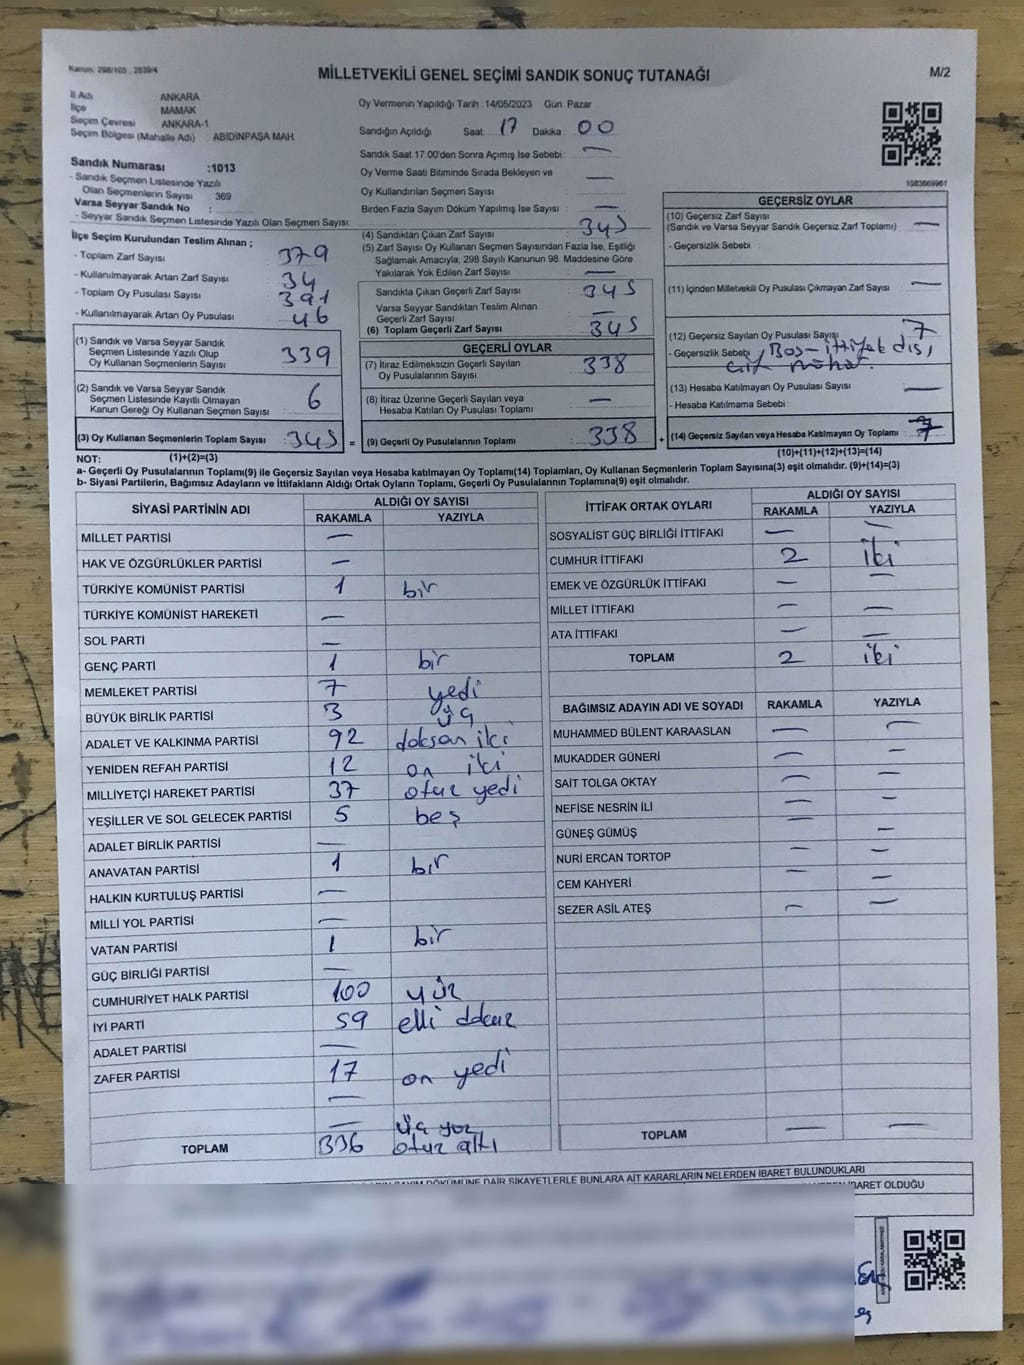 Kanun: 298/105 , 2839/4
MİLLETVEKİLİ GENEL SEÇİMİ SANDIK SONUÇ TUTANAĞI
M/2
İl Adı ANKARA
İlçe MAMAK
Seçim Çevresi ANKARA-1
Seçim Bölgesi (Mahalle Adı) : ABİDİNPAŞA MAH.
Oy Vermenin Yapıldığı Tarih : 14/05/2023 Gün Pazar
Sandığın Açıldığı Saat : 17 Dakika : 00
Sandık Saat 17:00'den Sonra Açımış İse Sebebi : —
Oy Verme Saati Bitiminde Sırada Bekleyen ve
Oy Kullandırılan Seçmen Sayısı —
Birden Fazla Sayım Döküm Yapılmış İse Sayısı : —
1083669961
Sandık Numarası :1013
- Sandık Seçmen Listesinde Yazılı
Olan Seçmenlerin Sayısı : 369
Varsa Seyyar Sandık No :
- Seyyar Sandık Seçmen Listesinde Yazılı Olan Seçmen Sayısı:
İlçe Seçim Kurulundan Teslim Alınan ;
- Toplam Zarf Sayısı : 379
- Kullanılmayarak Artan Zarf Sayısı : 34
- Toplam Oy Pusulası Sayısı : 391
- Kullanılmayarak Artan Oy Pusulası : 46
(1) Sandık ve Varsa Seyyar Sandık
Seçmen Listesinde Yazılı Olup
Oy Kullanan Seçmenlerin Sayısı : 339
(2) Sandık ve Varsa Seyyar Sandık
Seçmen Listesinde Kayıtlı Olmayan
Kanun Gereği Oy Kullanan Seçmen Sayısı : 6
(3) Oy Kullanan Seçmenlerin Toplam Sayısı : 345 =
(4) Sandıktan Çıkan Zarf Sayısı : 345
(5) Zarf Sayısı Oy Kullanan Seçmen Sayısından Fazla İse, Eşitliği
Sağlamak Amacıyla, 298 Sayılı Kanunun 98. Maddesine Göre
Yakılarak Yok Edilen Zarf Sayısı : —
Sandıkta Çıkan Geçerli Zarf Sayısı : 345
Varsa Seyyar Sandıktan Teslim Alınan
Geçerli Zarf Sayısı : —
(6) Toplam Geçerli Zarf Sayısı : 345
GEÇERLİ OYLAR
(7) İtiraz Edilmeksizin Geçerli Sayılan
Oy Pusulalarının Sayısı : 338
(8) İtiraz Üzerine Geçerli Sayılan veya
Hesaba Katılan Oy Pusulası Toplamı : —
(9) Geçerli Oy Pusulalarının Toplamı : 338 +
GEÇERSİZ OYLAR
(10) Geçersiz Zarf Sayısı
(Sandık ve Varsa Seyyar Sandık Geçersiz Zarf Toplamı) : —
- Geçersizlik Sebebi :
(11) İçinden Milletvekili Oy Pusulası Çıkmayan Zarf Sayısı : —
(12) Geçersiz Sayılan Oy Pusulası Sayısı : 7
- Geçersizlik Sebebi : Boş - ittifak dışı,
çift mühür.
(13) Hesaba Katılmayan Oy Pusulası Sayısı : —
- Hesaba Katılmama Sebebi :
(14) Geçersiz Sayılan veya Hesaba Katılmayan Oy Toplamı : 7
NOT: (1)+(2)=(3) (10)+(11)+(12)+(13)=(14)
a- Geçerli Oy Pusulalarının Toplamı(9) ile Geçersiz Sayılan veya Hesaba katılmayan Oy Toplamı(14) Toplamları, Oy Kullanan Seçmenlerin Toplam Sayısına(3) eşit olmalıdır. (9)+(14)=(3)
b- Siyasi Partilerin, Bağımsız Adayların ve İttifakların Aldığı Ortak Oyların Toplamı, Geçerli Oy Pusulalarının Toplamına(9) eşit olmalıdır.
SİYASİ PARTİNİN ADI ALDIĞI OY SAYISI
RAKAMLA YAZIYLA
MİLLET PARTİSİ —
HAK VE ÖZGÜRLÜKLER PARTİSİ —
TÜRKİYE KOMÜNİST PARTİSİ 1 bir
TÜRKİYE KOMÜNİST HAREKETİ —
SOL PARTİ —
GENÇ PARTİ 1 bir
MEMLEKET PARTİSİ 7 yedi
BÜYÜK BİRLİK PARTİSİ 3 üç
ADALET VE KALKINMA PARTİSİ 92 doksan iki
YENİDEN REFAH PARTİSİ 12 on iki
MİLLİYETÇİ HAREKET PARTİSİ 37 otuz yedi
YEŞİLLER VE SOL GELECEK PARTİSİ 5 beş
ADALET BİRLİK PARTİSİ —
ANAVATAN PARTİSİ 1 bir
HALKIN KURTULUŞ PARTİSİ —
MİLLİ YOL PARTİSİ —
VATAN PARTİSİ 1 bir
GÜÇ BİRLİĞİ PARTİSİ —
CUMHURİYET HALK PARTİSİ 100 yüz
İYİ PARTİ 59 elli dokuz
ADALET PARTİSİ —
ZAFER PARTİSİ 17 on yedi
—
—
TOPLAM 336 üç yüz
otuz altı
İTTİFAK ORTAK OYLARI ALDIĞI OY SAYISI
RAKAMLA YAZIYLA
SOSYALİST GÜÇ BİRLİĞİ İTTİFAKI — —
CUMHUR İTTİFAKI 2 iki
EMEK VE ÖZGÜRLÜK İTTİFAKI — —
MİLLET İTTİFAKI — —
ATA İTTİFAKI — —
TOPLAM 2 iki
BAĞIMSIZ ADAYIN ADI VE SOYADI RAKAMLA YAZIYLA
MUHAMMED BÜLENT KARAASLAN — —
MUKADDER GÜNERİ — —
SAİT TOLGA OKTAY — —
NEFİSE NESRİN İLİ — —
GÜNEŞ GÜMÜŞ — —
NURİ ERCAN TORTOP — —
CEM KAHYERİ — —
SEZER ASİL ATEŞ — —
TOPLAM — —
SAYIM DÖKÜMÜNE DAİR ŞİKAYETLERLE BUNLARA AİT KARARLARIN NELERDEN İBARET BULUNDUKLARI
İBARET OLDUĞU